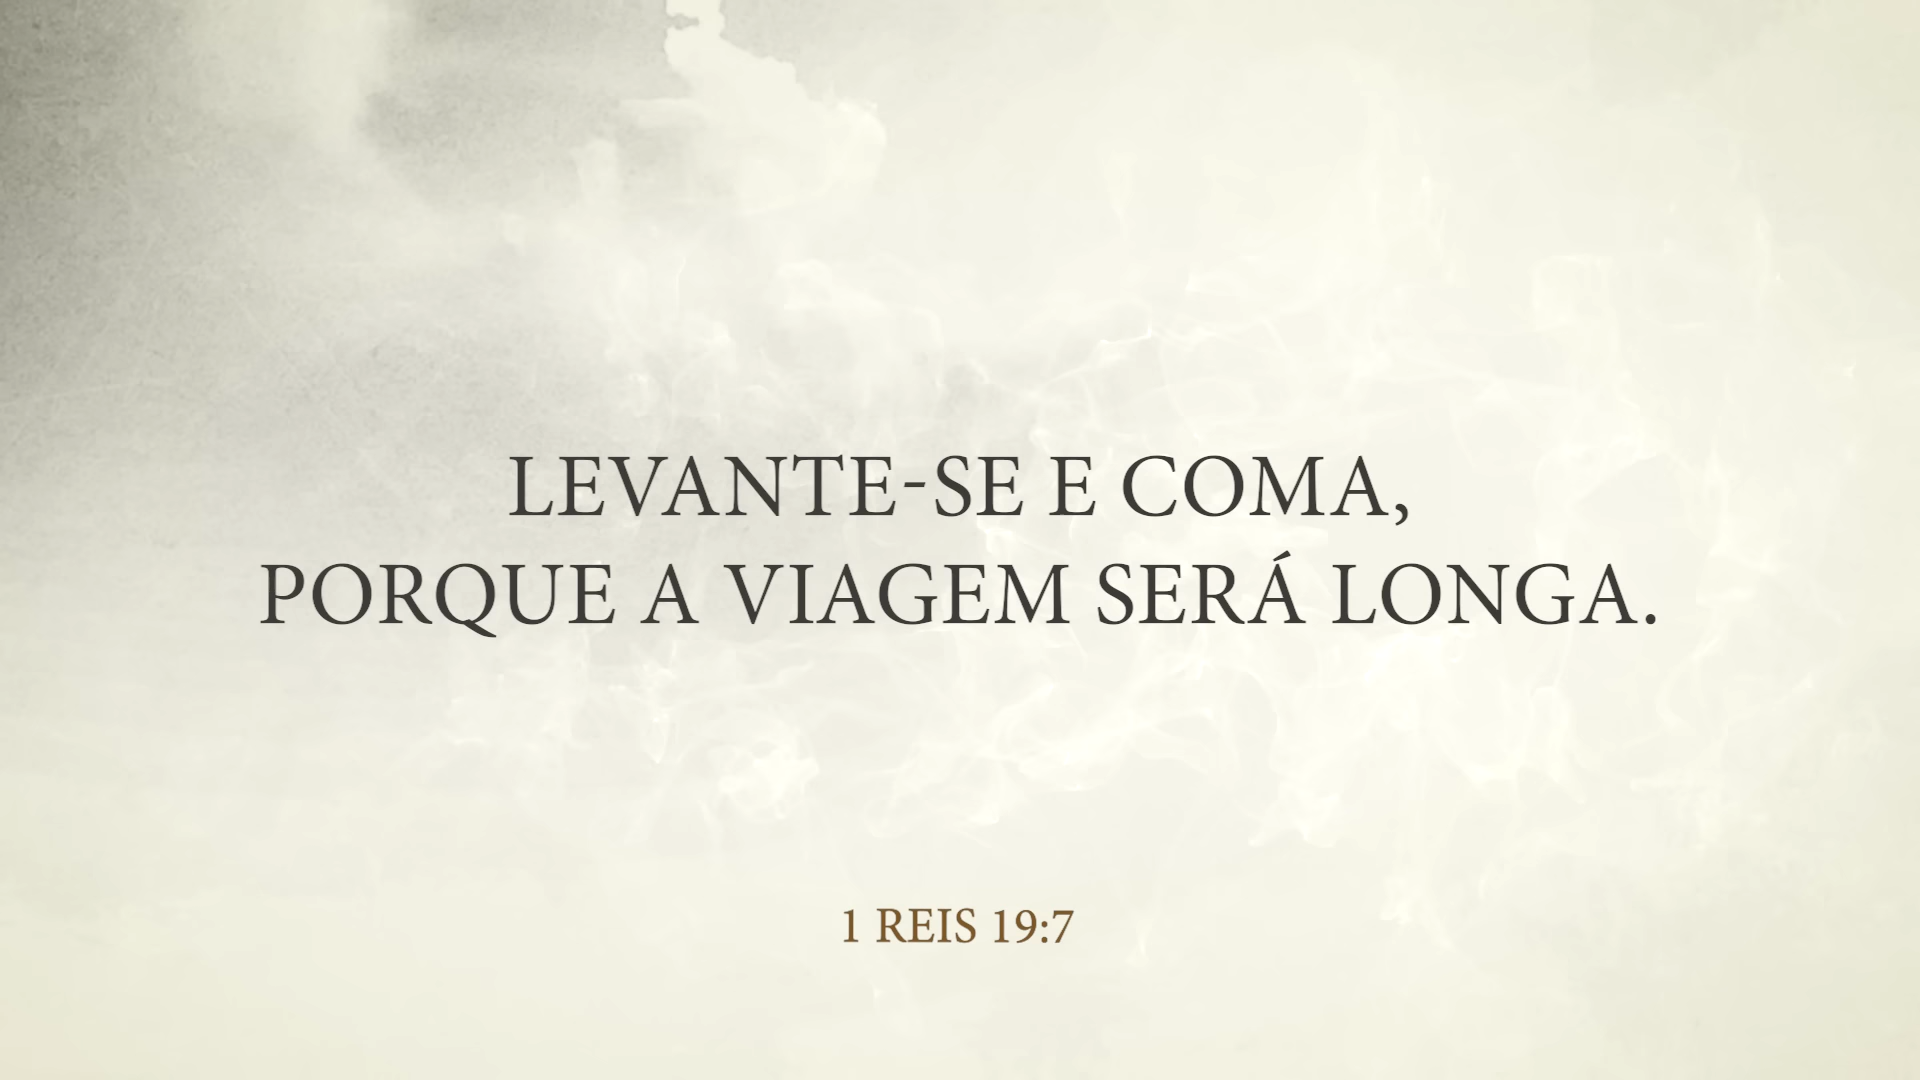 LEVANTE-SE E COMA,
PORQUE A VIAGEM SERÁ LONGA.
1 REIS 19:7